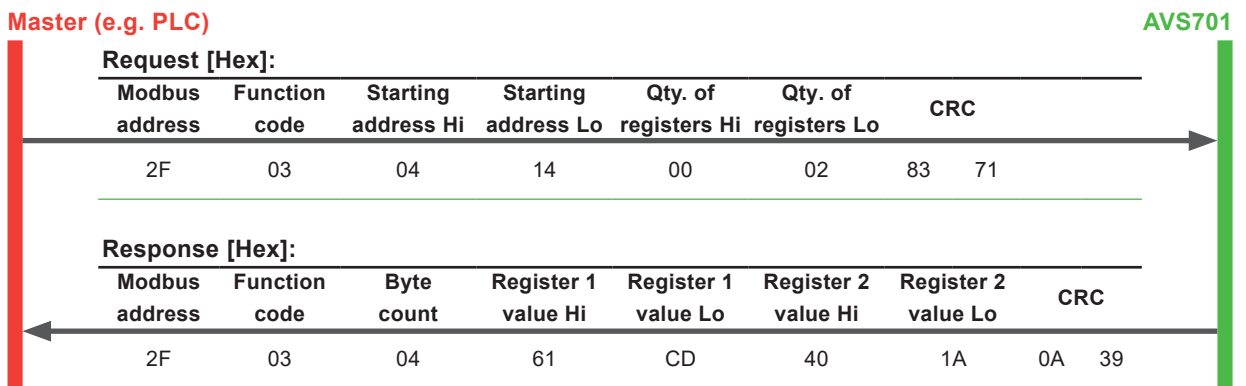 Master (e.g. PLC) AVS701
Request [Hex]:
Modbus address Function code Starting address Hi Starting address Lo Qty. of registers Hi Qty. of registers Lo CRC
2F 03 04 14 00 02 83 71
Response [Hex]:
Modbus address Function code Byte count Register 1 value Hi Register 1 value Lo Register 2 value Hi Register 2 value Lo CRC
2F 03 04 61 CD 40 1A 0A 39